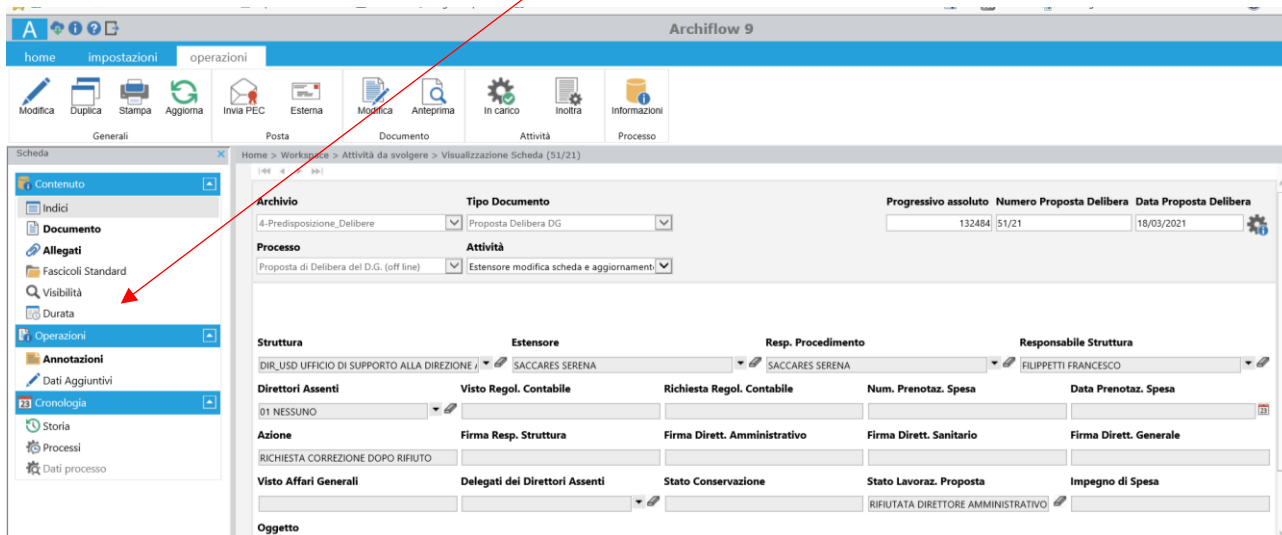 A Archiflow 9
home impostazioni operazioni
Modifica Duplica Stampa Aggiorna Invia PEC Esterna Modifica Anteprima In carico Inoltra Informazioni
Generali Posta Documento Attività Processo
Scheda
Home > Workspace > Attività da svolgere > Visualizzazione Scheda (51/21)
Contenuto
Indici
Documento
Allegati
Fascicoli Standard
Visibilità
Durata
Operazioni
Annotazioni
Dati Aggiuntivi
23 Cronologia
Storia
Processi
Dati processo
Archivio Tipo Documento Progressivo assoluto Numero Proposta Delibera Data Proposta Delibera
4-Predisposizione_Delibere Proposta Delibera DG 132484 51/21 18/03/2021
Processo Attività
Proposta di Delibera del D.G. (off line) Estensore modifica scheda e aggiornament
Struttura Estensore Resp. Procedimento Responsabile Struttura
DIR_USD UFFICIO DI SUPPORTO ALLA DIREZIONE SACCARES SERENA SACCARES SERENA FILIPPETTI FRANCESCO
Direttori Assenti Visto Regol. Contabile Richiesta Regol. Contabile Num. Prenotaz. Spesa Data Prenotaz. Spesa
01 NESSUNO 23
Azione Firma Resp. Struttura Firma Dirett. Amministrativo Firma Dirett. Sanitario Firma Dirett. Generale
RICHIESTA CORREZIONE DOPO RIFIUTO
Visto Affari Generali Delegati dei Direttori Assenti Stato Conservazione Stato Lavoraz. Proposta Impegno di Spesa
RIFIUTATA DIRETTORE AMMINISTRATIVO
Oggetto